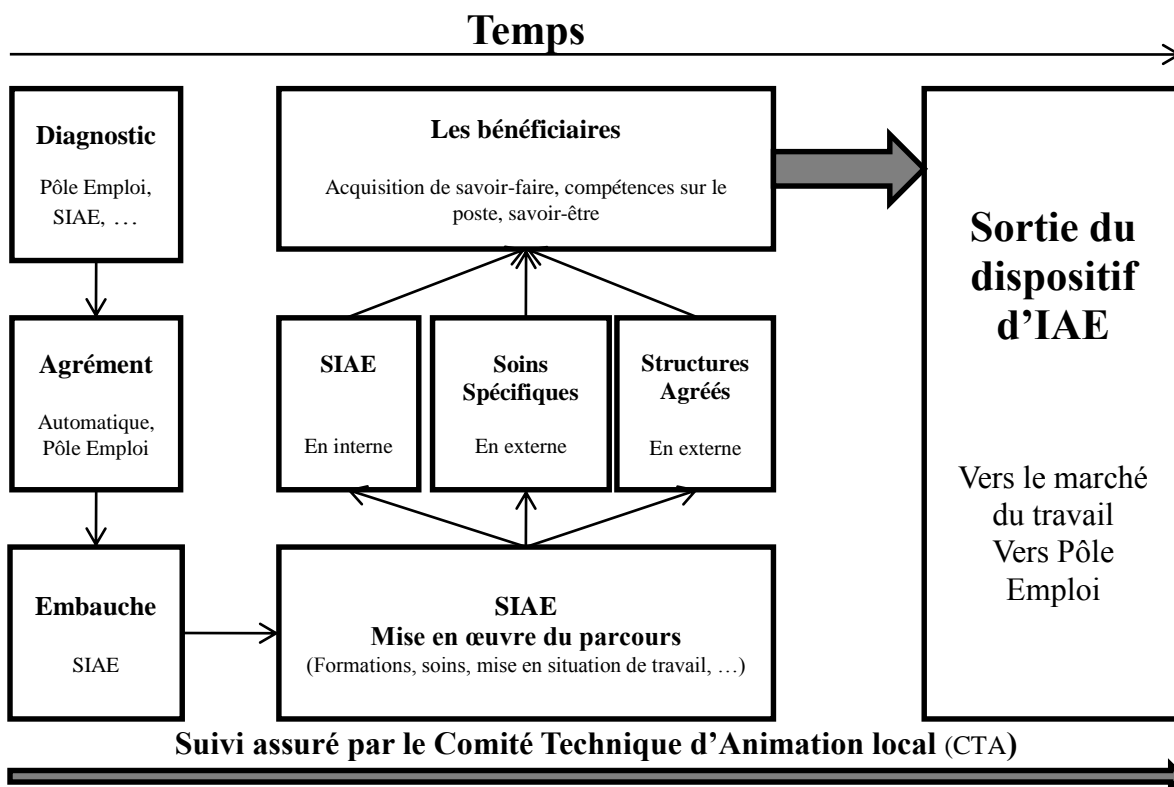 Temps
Diagnostic
Pôle Emploi,
SIAE, …
Agrément
Automatique,
Pôle Emploi
Embauche
SIAE
Les bénéficiaires
Acquisition de savoir-faire, compétences sur le
poste, savoir-être
SIAE
En interne
Soins
Spécifiques
En externe
Structures
Agréés
En externe
SIAE
Mise en œuvre du parcours
(Formations, soins, mise en situation de travail, …)
Sortie du
dispositif
d’IAE
Vers le marché
du travail
Vers Pôle
Emploi
Suivi assuré par le Comité Technique d’Animation local (CTA)